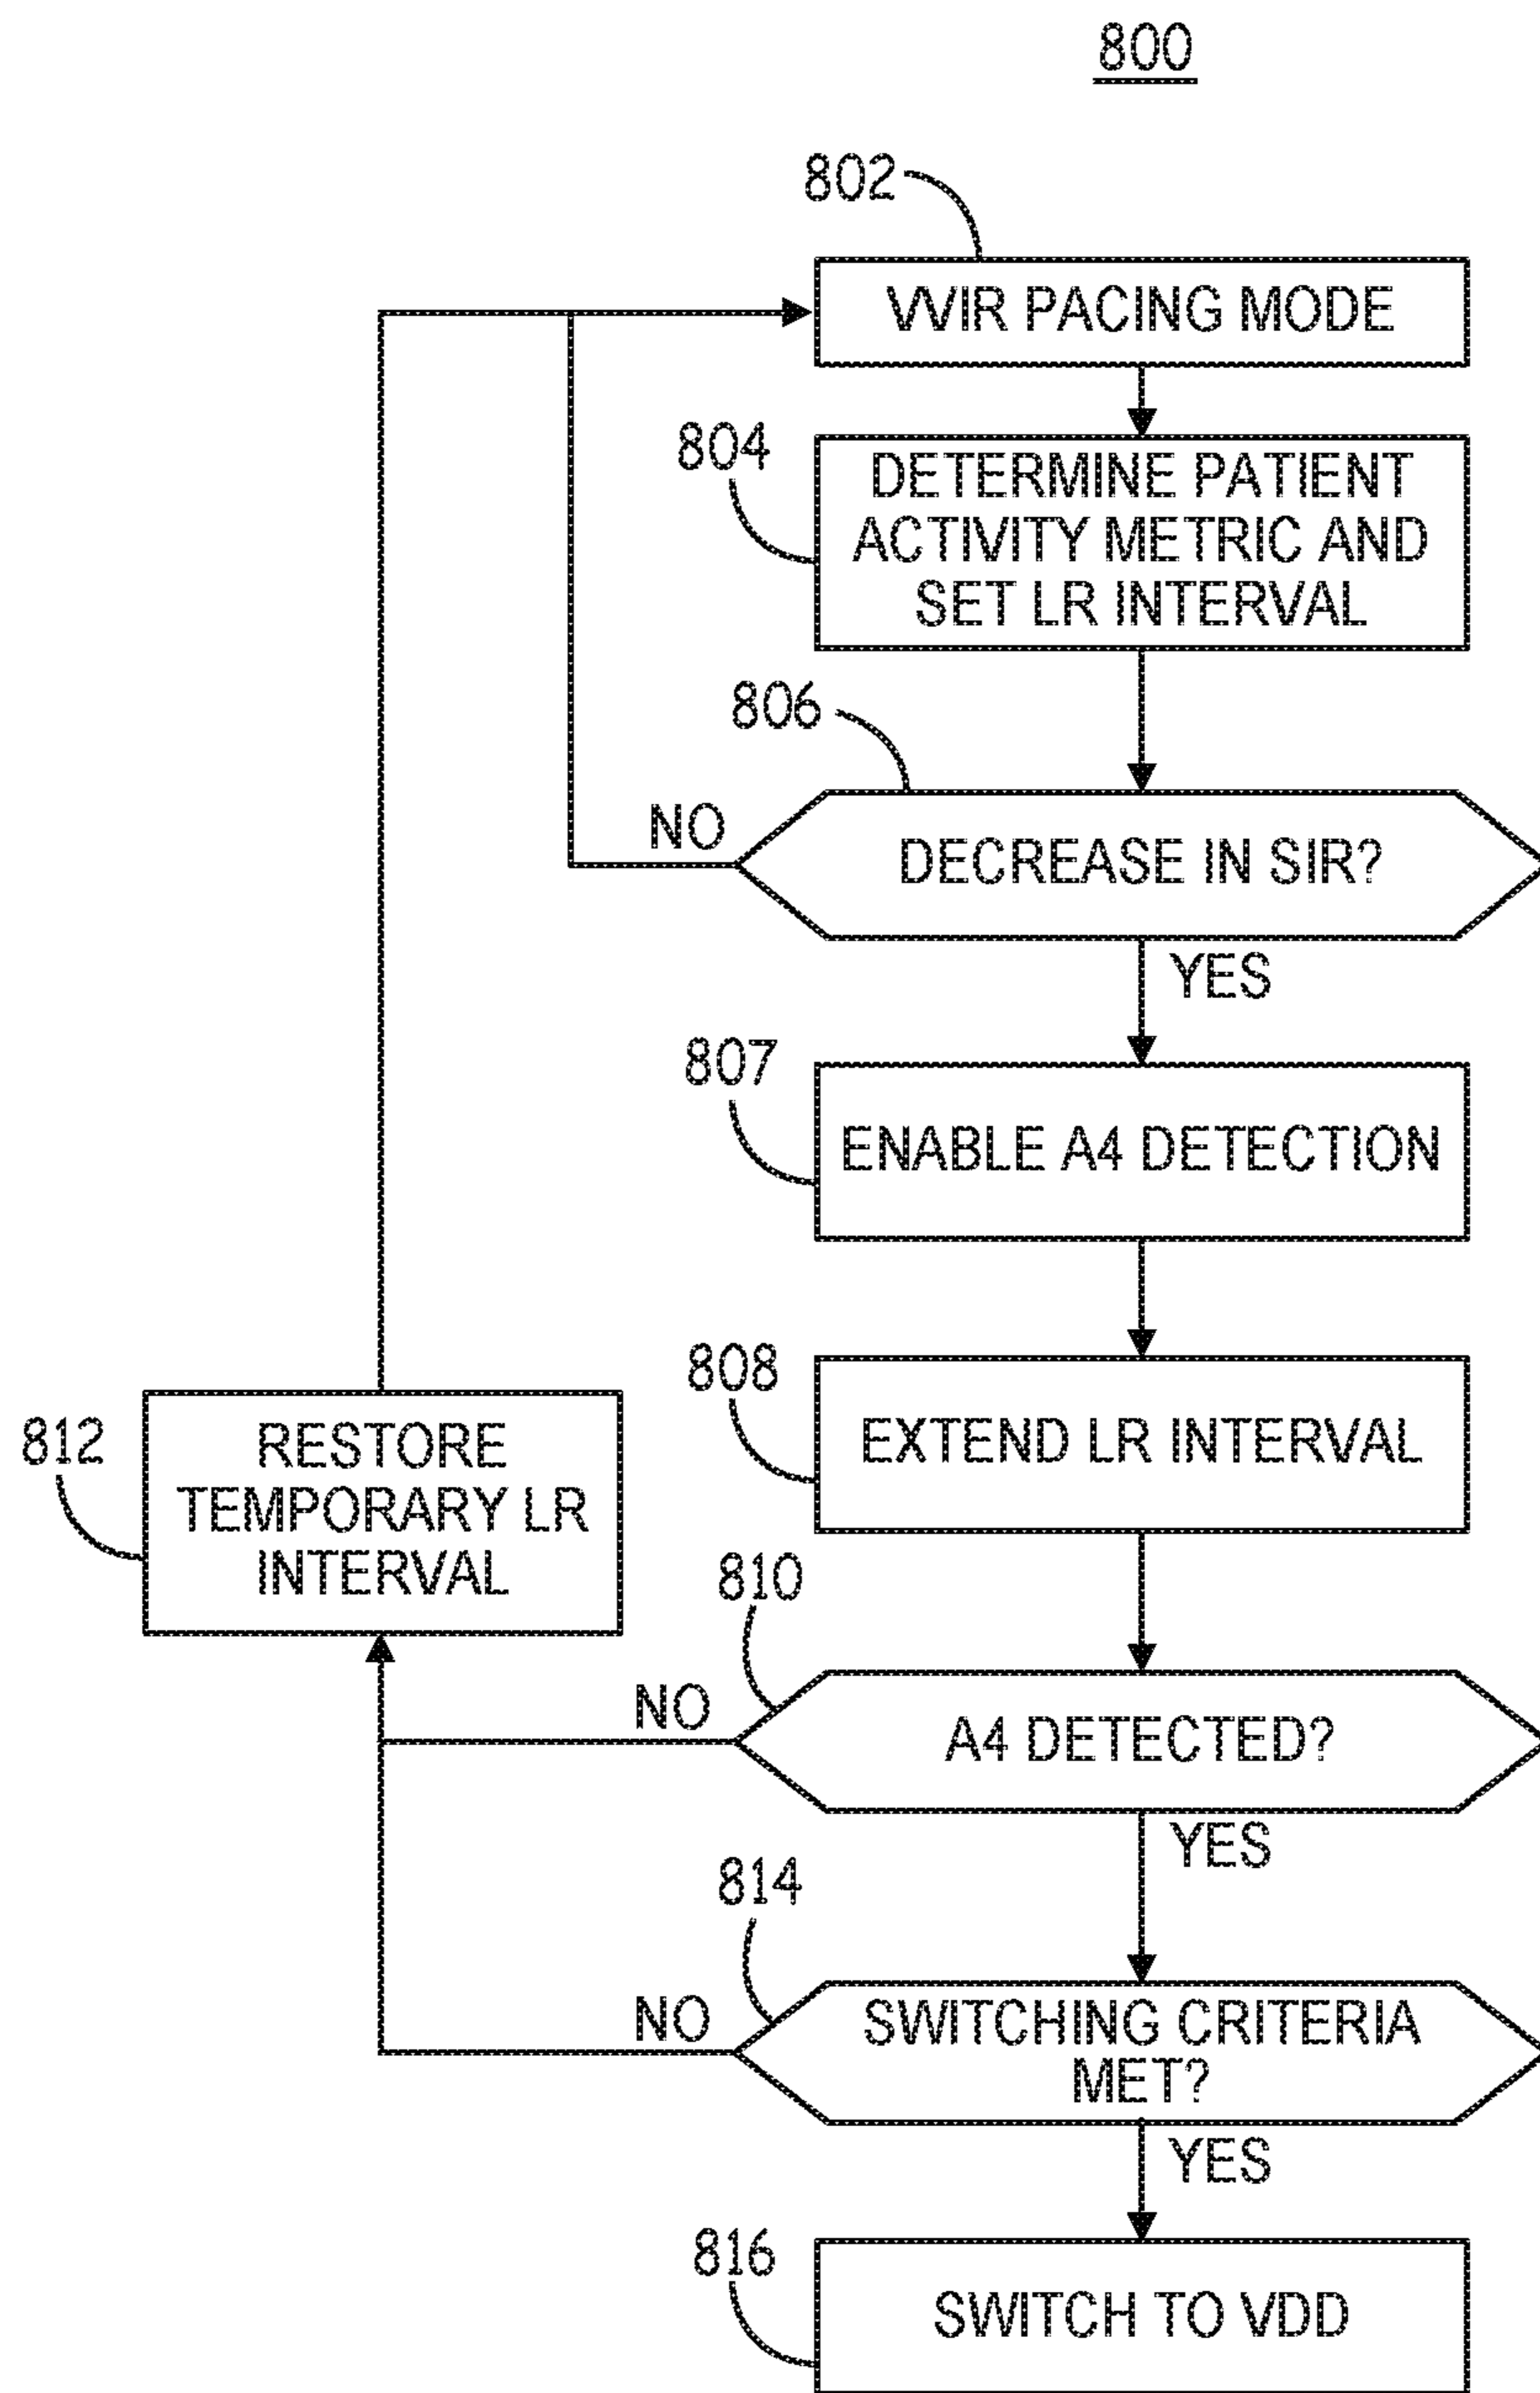 800
802
VVIR PACING MODE
804
DETERMINE PATIENT
ACTIVITY METRIC AND
SET LR INTERVAL
806
NO
DECREASE IN SIR?
YES
807
ENABLE A4 DETECTION
808
EXTEND LR INTERVAL
812
RESTORE
TEMPORARY LR
INTERVAL
810
NO
A4 DETECTED?
YES
814
NO
SWITCHING CRITERIA
MET?
YES
816
SWITCH TO VDD